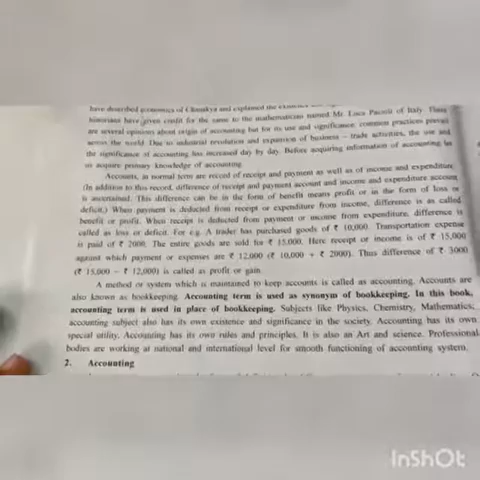 have described economics of Chankya and explained the
historians have given credit for the same to the mathematician named Mr. Luca Pacioli of Italy. Thus
are several opinions about origin of accounting but for its use and significance, common practices prevail
across the world. Due to industrial revolution and expansion of business – trade activities, the use and
the significance of accounting has increased day by day. Before acquiring information of accounting let
us acquire primary knowledge of accounting.
Accounts, in normal term are record of receipt and payment as well as of income and expenditure
(In addition to this record, difference of receipt and payment account and income and expenditure account
is ascertained. This difference can be in the form of benefit means profit or in the form of loss or
deficit.) When payment is deducted from receipt or expenditure from income, difference is as called
benefit or profit. When receipt is deducted from payment or income from expenditure, difference is
called as loss or deficit. For e.g. A trader has purchased goods of ₹ 10,000. Transportation expense
is paid of ₹ 2000. The entire goods are sold for ₹ 15,000. Here receipt or income is of ₹ 15,000
against which payment or expenses are ₹ 12,000 (₹ 10,000 + ₹ 2000). Thus difference of ₹ 3000
(₹ 15,000 – ₹ 12,000) is called as profit or gain.
A method or system which is maintained to keep accounts is called as accounting. Accounts are
also known as bookkeeping. Accounting term is used as synonym of bookkeeping. In this book,
accounting term is used in place of bookkeeping. Subjects like Physics, Chemistry, Mathematics,
accounting subject also has its own existence and significance in the society. Accounting has its own
special utility. Accounting has its own rules and principles. It is also an Art and science. Professional
bodies are working at national and international level for smooth functioning of accounting system.
2. Accounting
InShOt